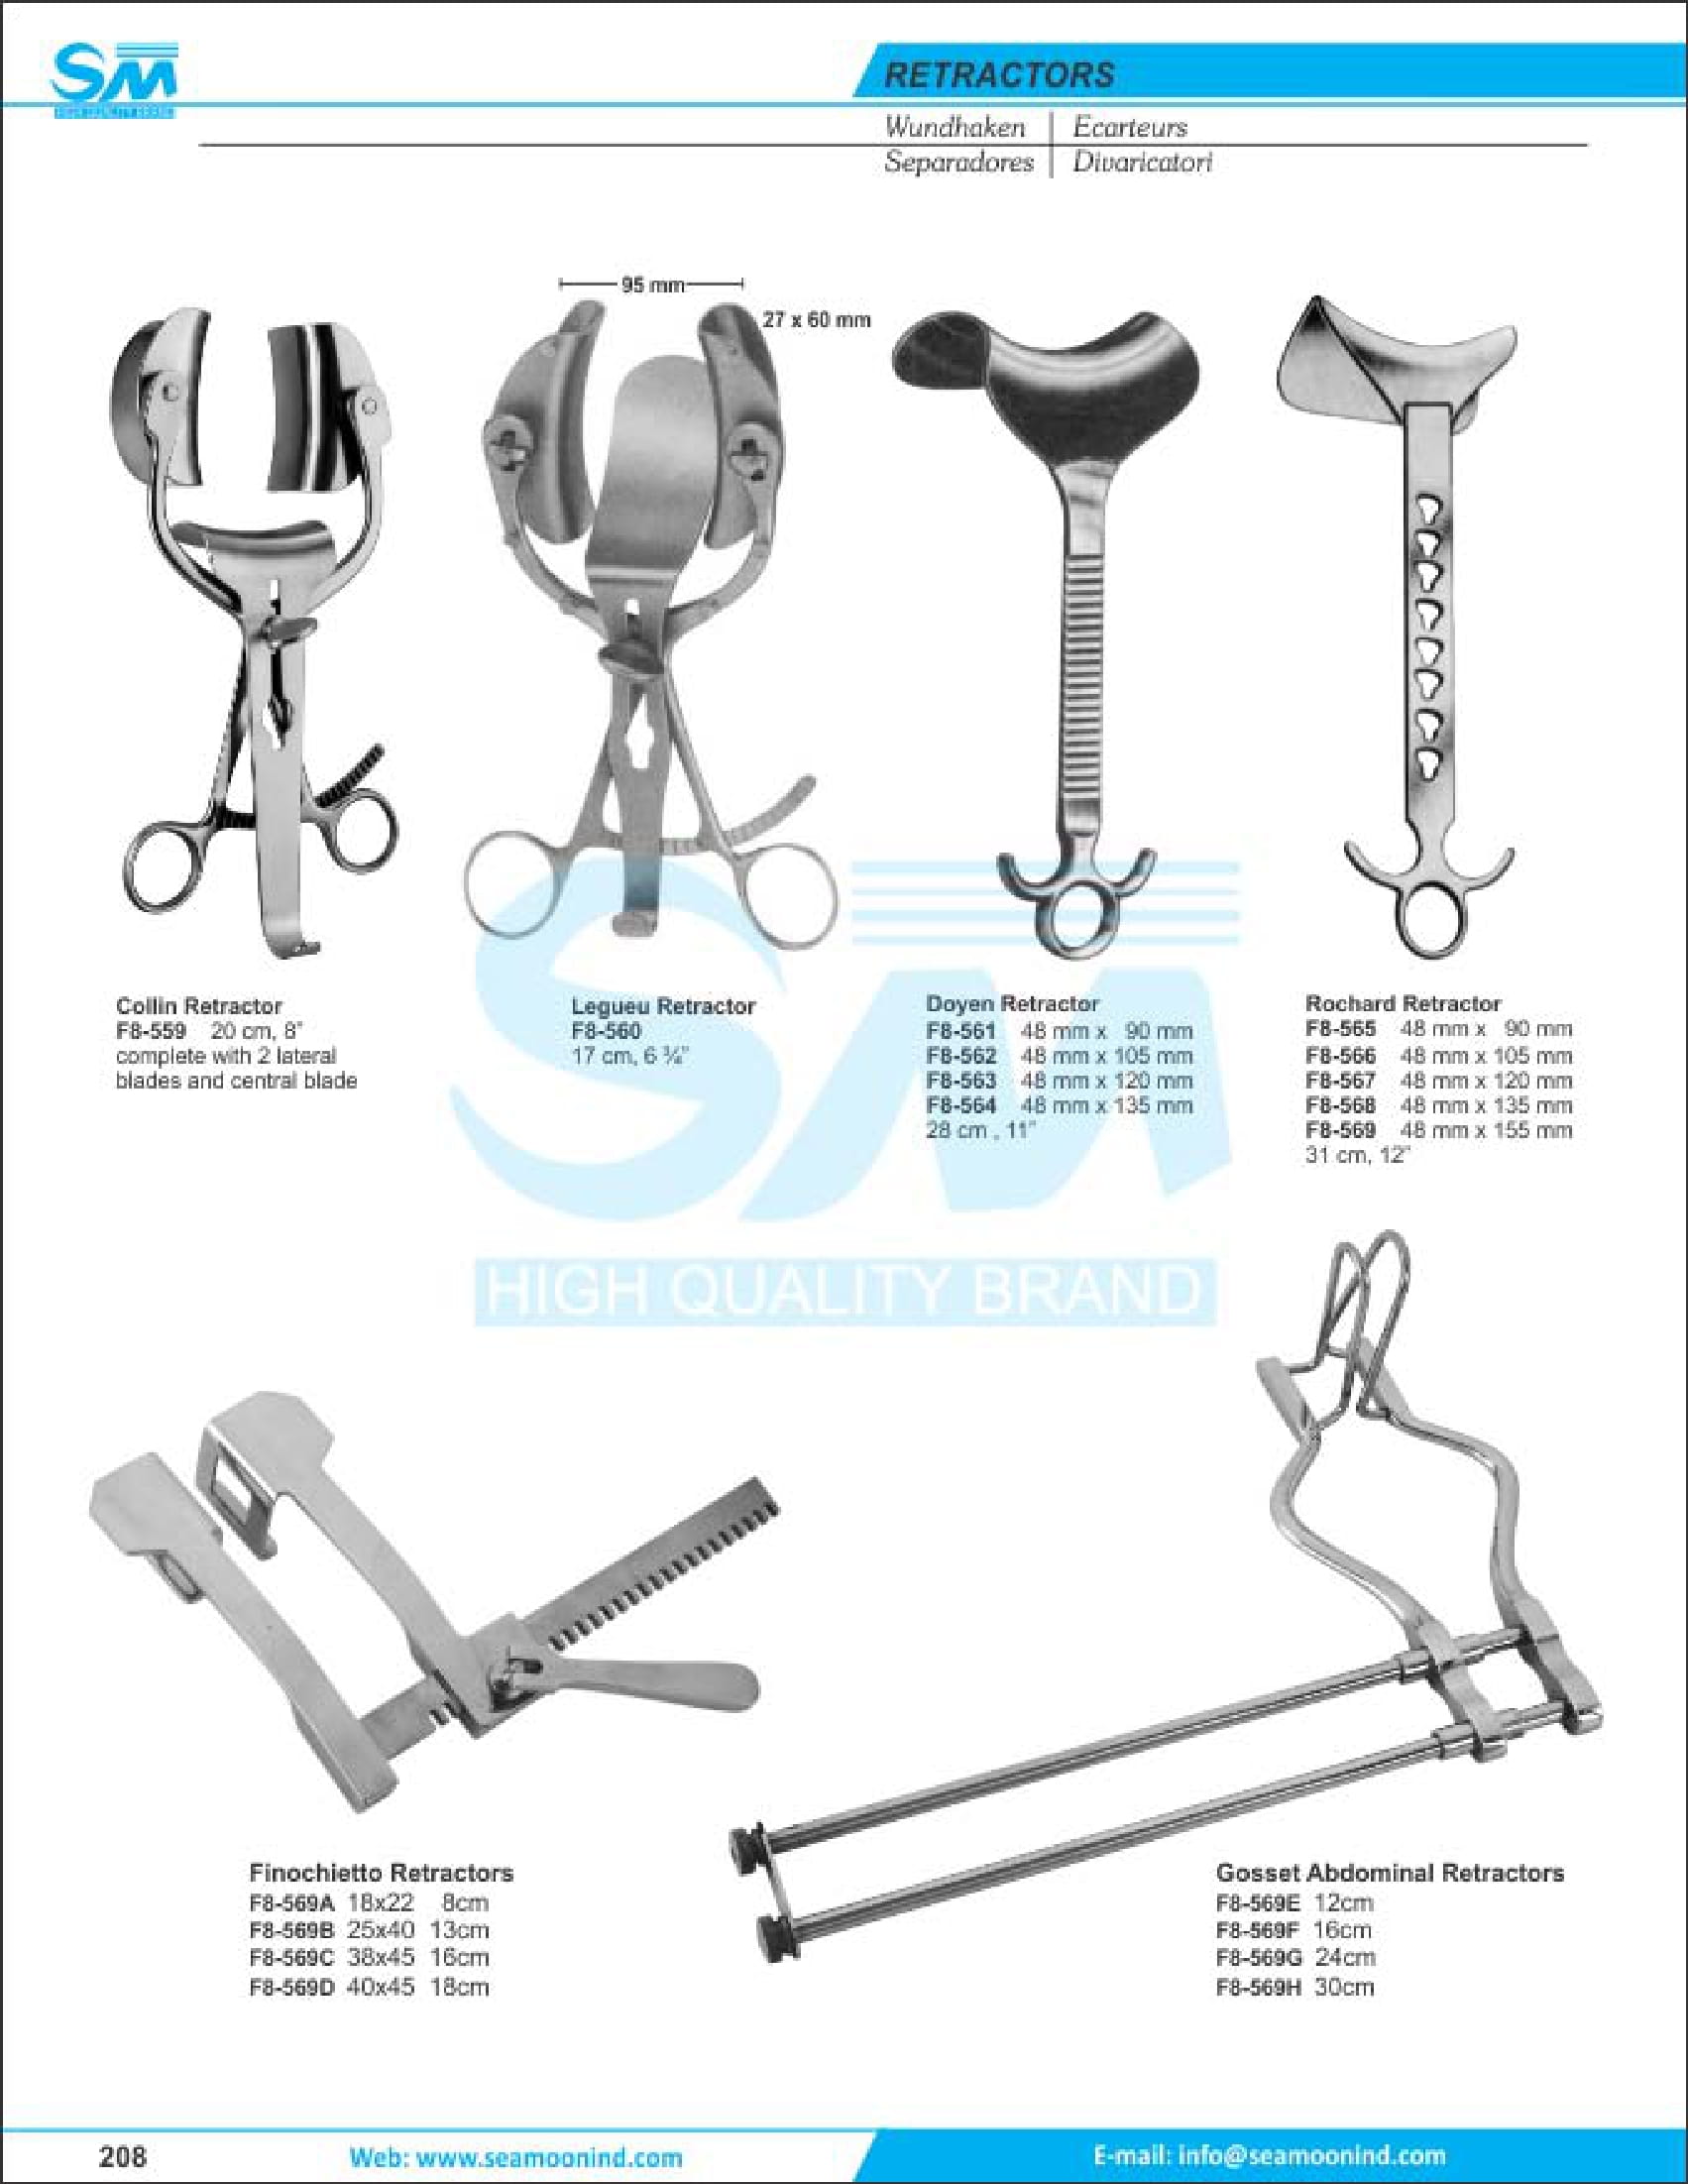 SM
RETRACTORS
Wundhaken
Ecarteurs
Separadores
Divaricatori
95 mm
27 x 60 mm
Collin Retractor
F8-559 20 cm, 8"
complete with 2 lateral
blades and central blade
Legueu Retractor
F8-560
17 cm, 6 ¾"
Doyen Retractor
F8-561 48 mm x 90 mm
F8-562 48 mm x 105 mm
F8-563 48 mm x 120 mm
F8-564 48 mm x 135 mm
28 cm , 11"
Rochard Retractor
F8-565 48 mm x 90 mm
F8-566 48 mm x 105 mm
F8-567 48 mm x 120 mm
F8-568 48 mm x 135 mm
F8-569 48 mm x 155 mm
31 cm, 12"
SM
HIGH QUALITY BRAND
Finochietto Retractors
F8-569A 18x22 8cm
F8-569B 25x40 13cm
F8-569C 38x45 16cm
F8-569D 40x45 18cm
Gosset Abdominal Retractors
F8-569E 12cm
F8-569F 16cm
F8-569G 24cm
F8-569H 30cm
208
Web: www.seamoonind.com
E-mail: info@seamoonind.com